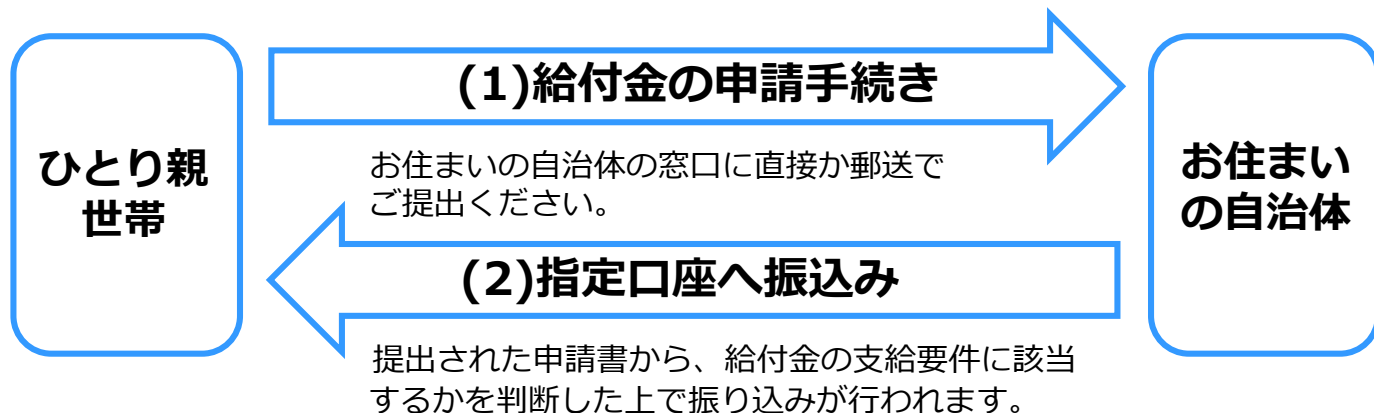 ひとり親
世帯
(1)給付金の申請手続き
お住まいの自治体の窓口に直接か郵送で
ご提出ください。
(2)指定口座へ振込み
提出された申請書から、給付金の支給要件に該当
するかを判断した上で振り込みが行われます。
お住まい
の自治体